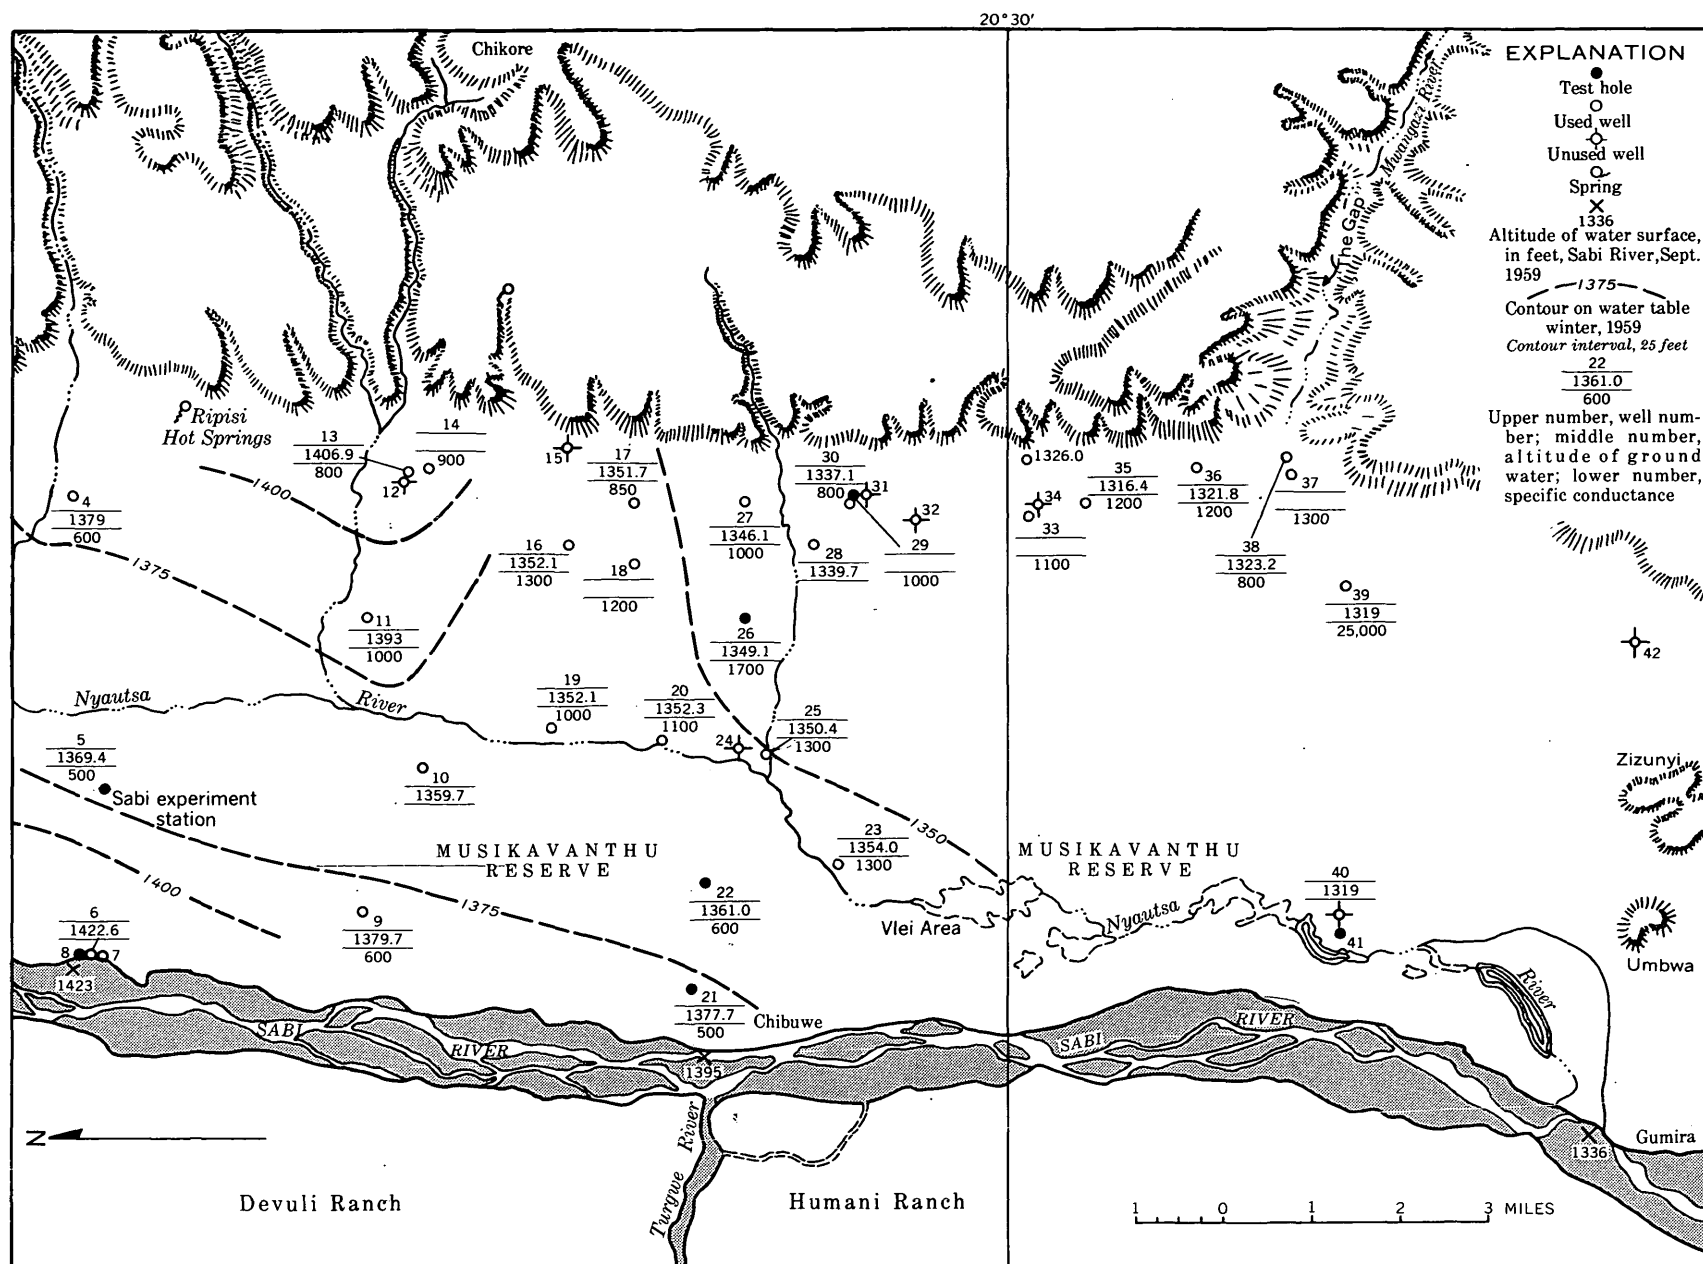 20°30′
Chikore
Mwangazi River
The Gap
EXPLANATION
Test hole
Used well
Unused well
Spring
1336
Altitude of water surface,
in feet, Sabi River, Sept.
1959
1375
Contour on water table
winter, 1959
Contour interval, 25 feet
22
1361.0
600
Upper number, well num-
ber; middle number,
altitude of ground
water; lower number,
specific conductance
Ripisi
Hot Springs
13
1406.9
800
14
900
12
15
17
1351.7
850
30
1337.1
800
31
32
1326.0
34
35
1316.4
1200
36
1321.8
1200
37
1300
4
1379
600
1400
1375
16
1352.1
1300
18
1200
27
1346.1
1000
28
1339.7
29
1000
33
1100
38
1323.2
800
39
1319
25,000
42
11
1393
1000
26
1349.1
1700
Nyautsa
River
19
1352.1
1000
20
1352.3
1100
24
25
1350.4
1300
5
1369.4
500
Sabi experiment
station
10
1359.7
Zizunyi
1350
23
1354.0
1300
MUSIKAVANTHU
RESERVE
MUSIKAVANTHU
RESERVE
1400
1375
22
1361.0
600
40
1319
41
Vlei Area
Nyautsa
River
Umbwa
6
1422.6
8
7
1423
9
1379.7
600
21
1377.7
500
Chibuwe
SABI
RIVER
SABI
RIVER
1395
Turgwe River
N
Devuli Ranch
Humani Ranch
1336
Gumira
1 0 1 2 3 MILES